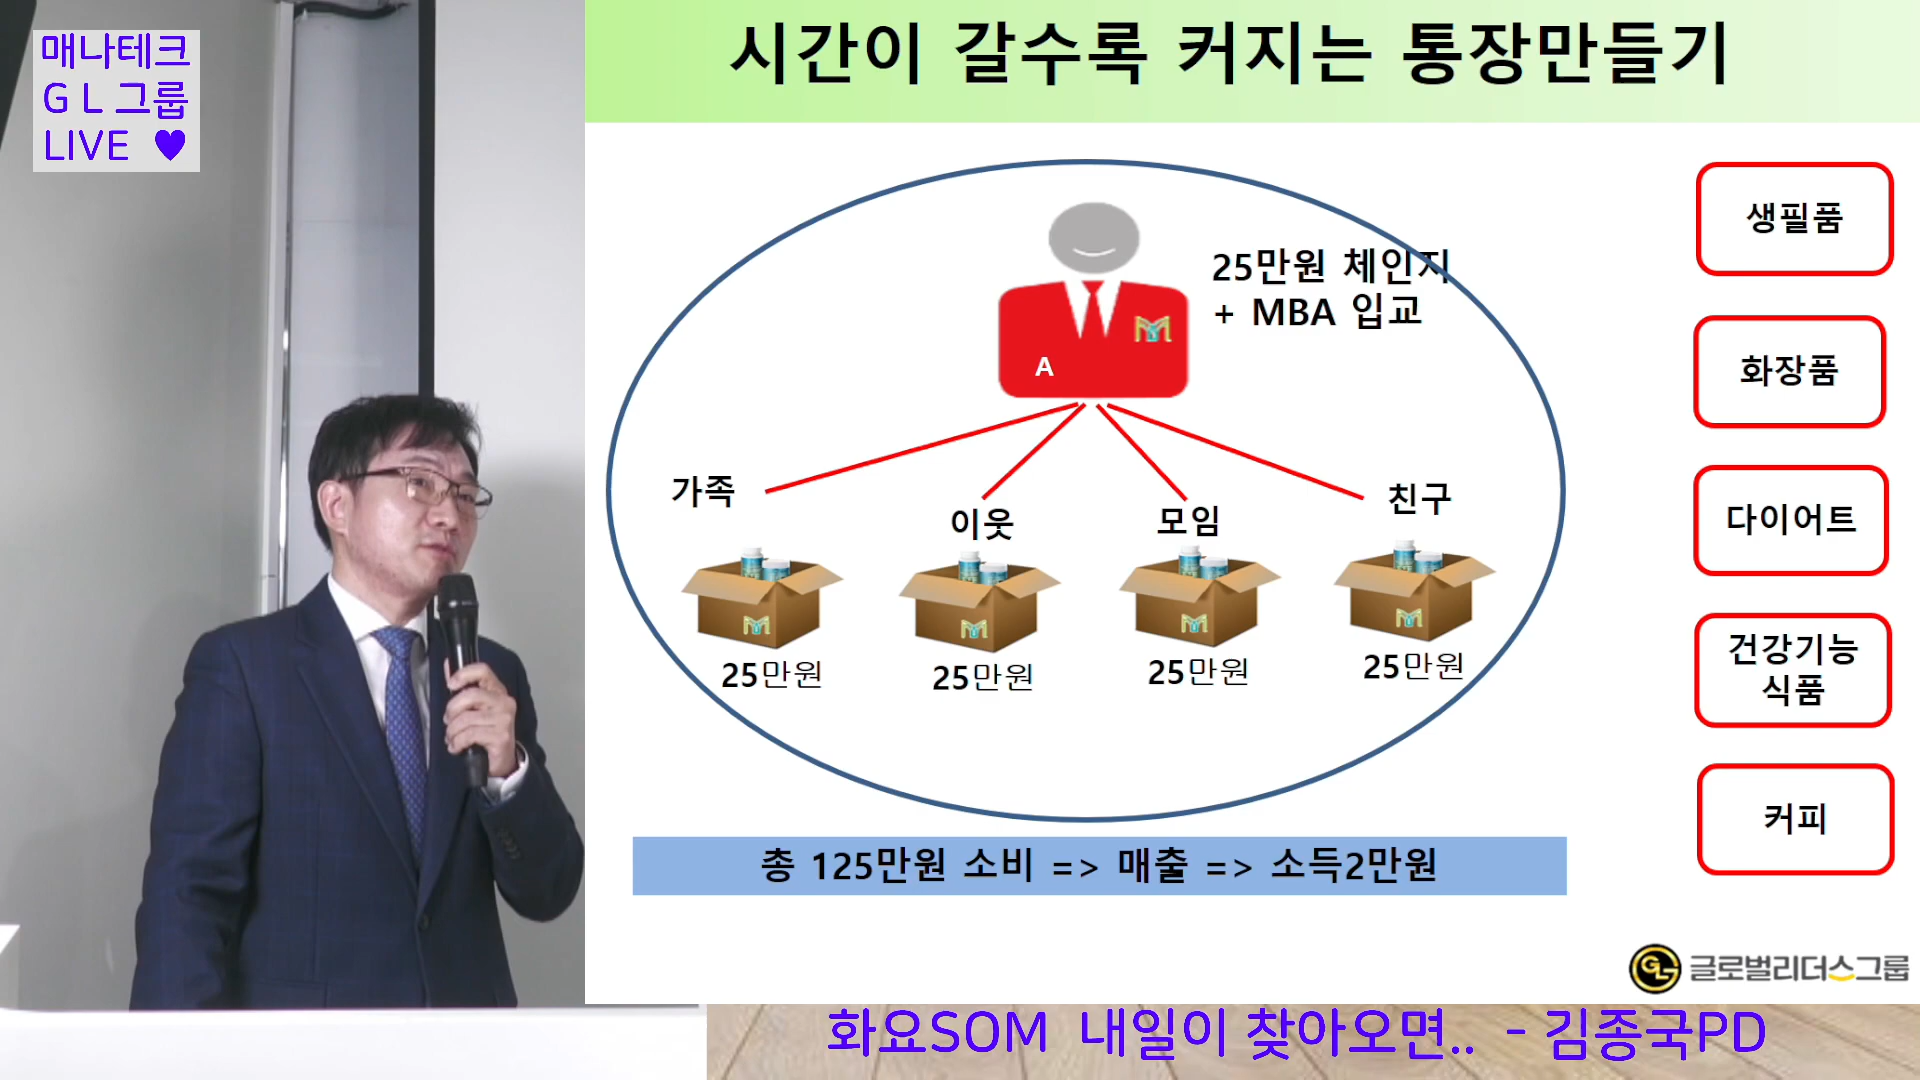 매나테크
G L 그룹
LIVE ♥
시간이 갈수록 커지는 통장만들기
25만원 체인지
+ MBA 입교
A
가족
이웃
모임
친구
25만원
25만원
25만원
25만원
총 125만원 소비 => 매출 => 소득2만원
생필품
화장품
다이어트
건강기능
식품
커피
GLG 글로벌리더스그룹
화요SOM 내일이 찾아오면.. - 김종국PD